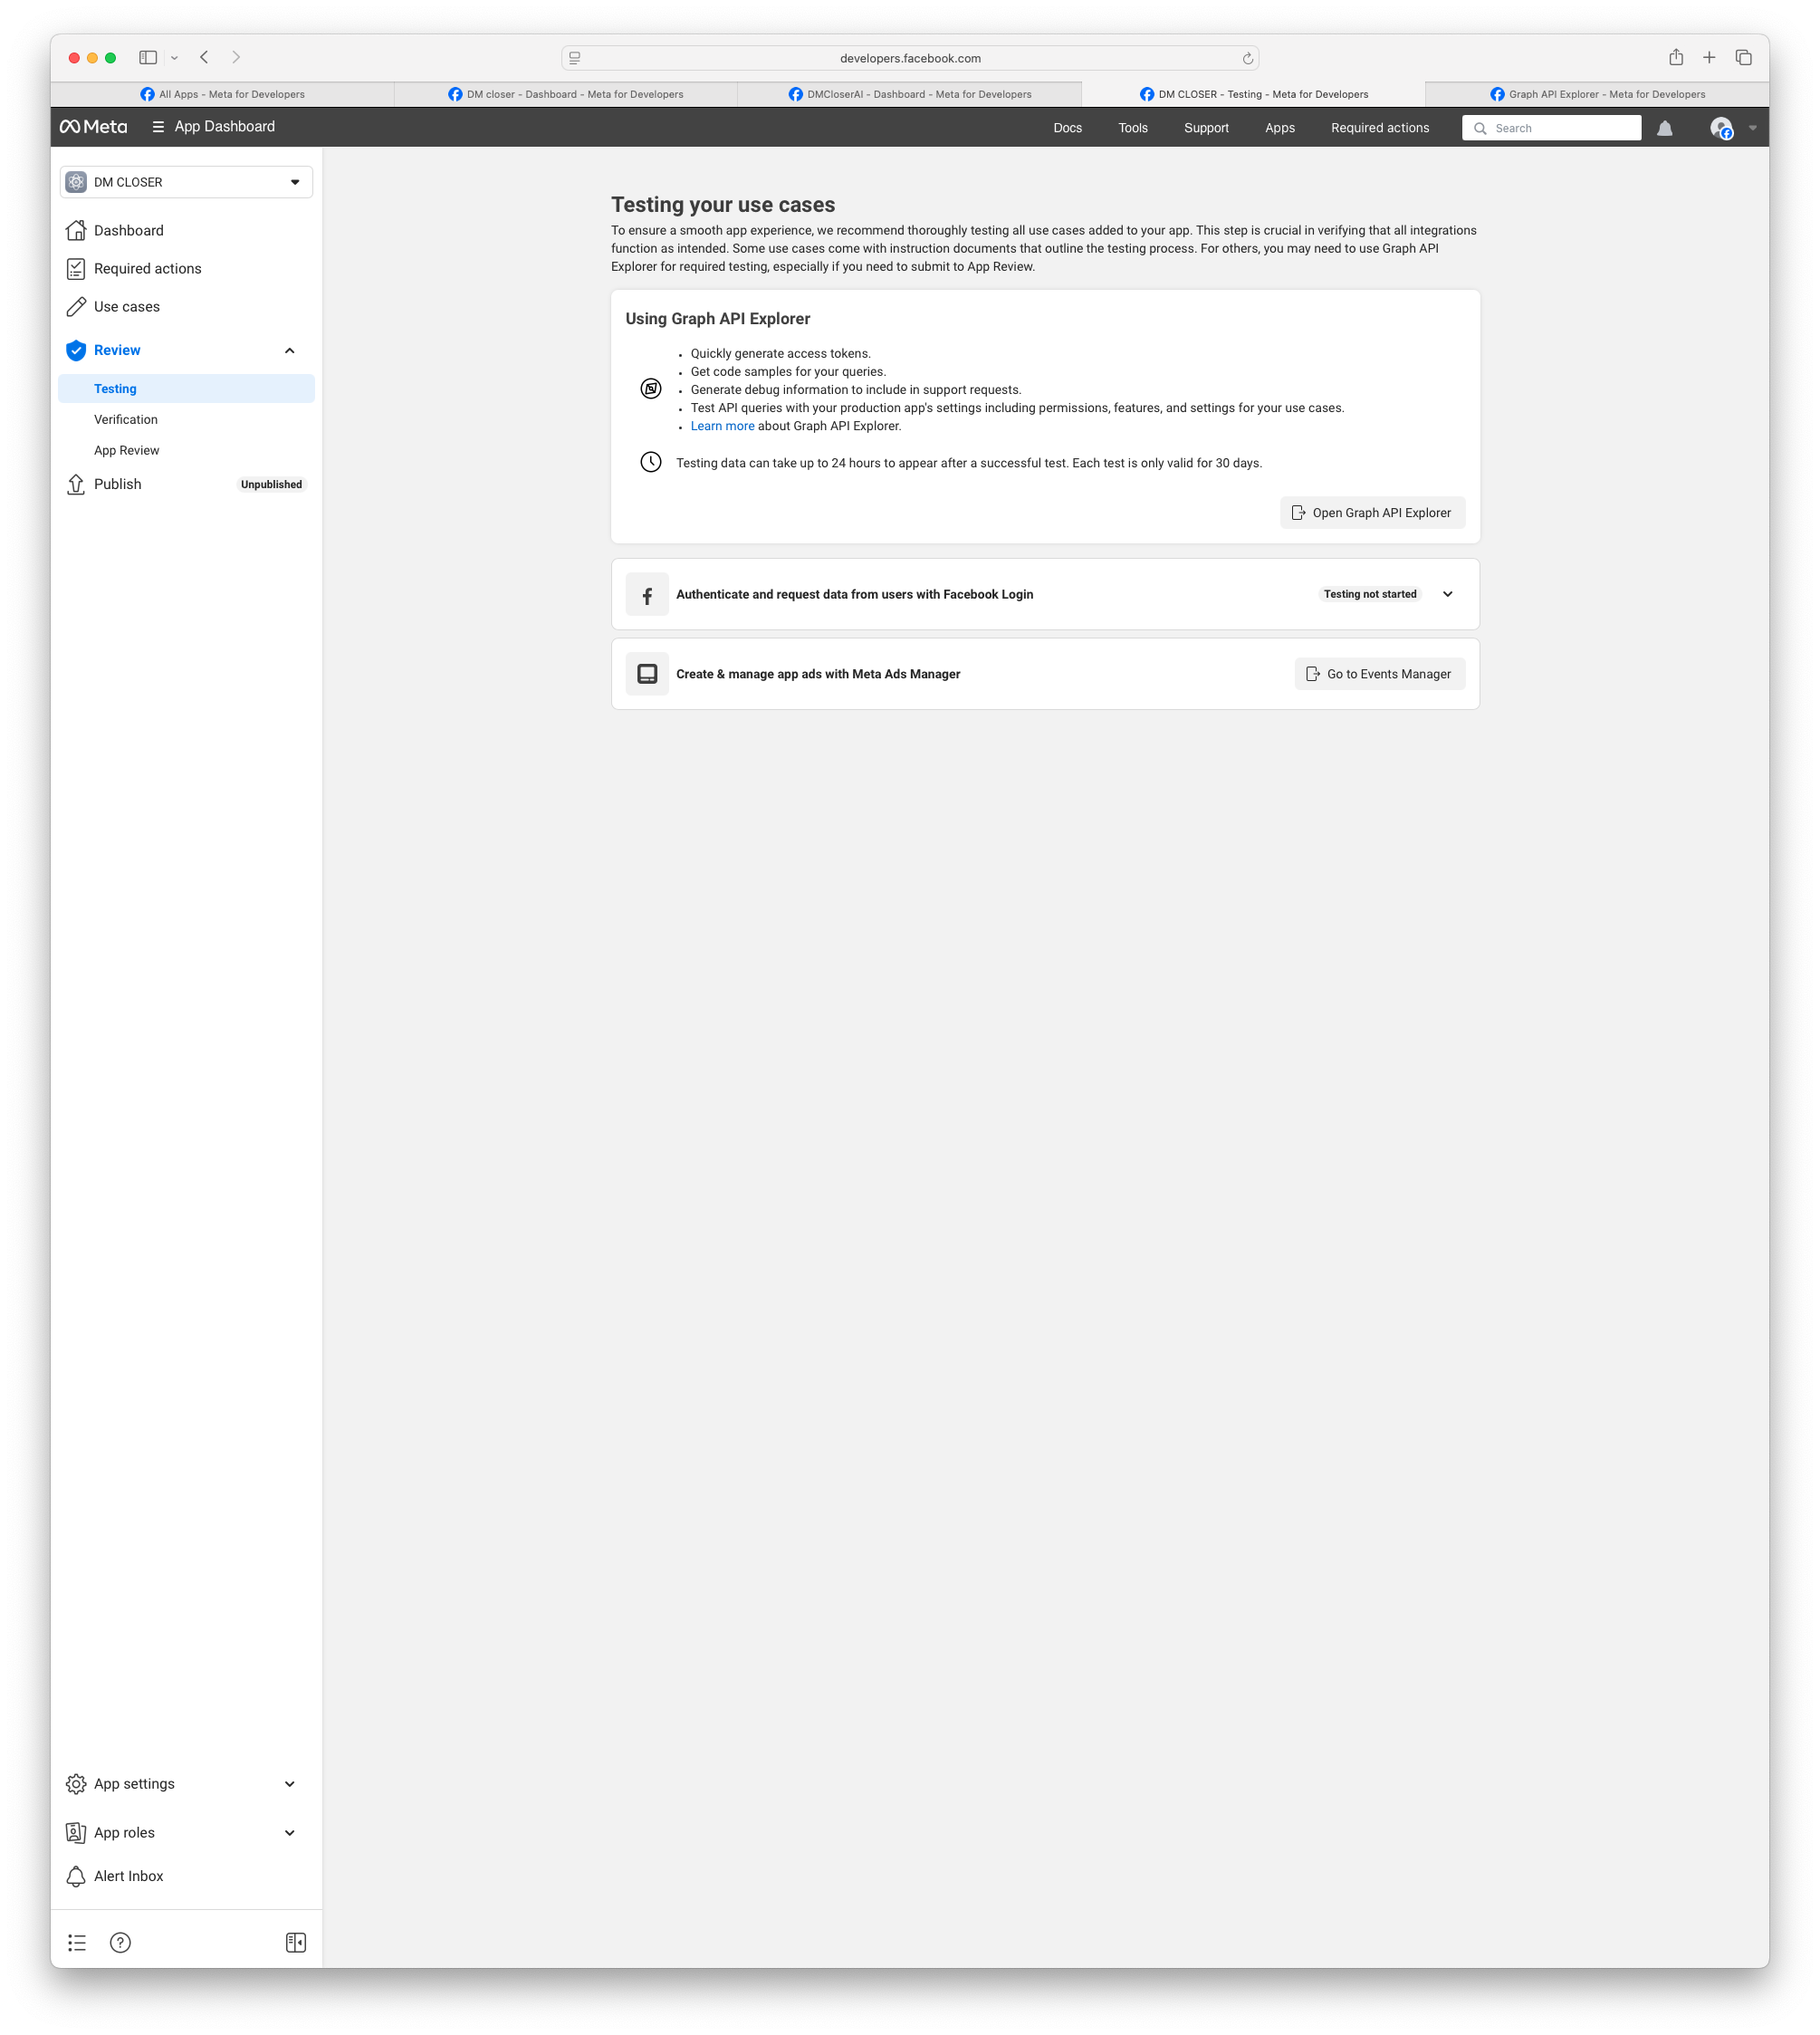 developers.facebook.com
All Apps - Meta for Developers
DM closer - Dashboard - Meta for Developers
DMCloserAI - Dashboard - Meta for Developers
DM CLOSER - Testing - Meta for Developers
Graph API Explorer - Meta for Developers
Meta
App Dashboard
Docs
Tools
Support
Apps
Required actions
Search
DM CLOSER
Dashboard
Required actions
Use cases
Review
Testing
Verification
App Review
Publish
Unpublished
Testing your use cases
To ensure a smooth app experience, we recommend thoroughly testing all use cases added to your app. This step is crucial in verifying that all integrations
function as intended. Some use cases come with instruction documents that outline the testing process. For others, you may need to use Graph API
Explorer for required testing, especially if you need to submit to App Review.
Using Graph API Explorer
• Quickly generate access tokens.
• Get code samples for your queries.
• Generate debug information to include in support requests.
• Test API queries with your production app's settings including permissions, features, and settings for your use cases.
• Learn more about Graph API Explorer.
Testing data can take up to 24 hours to appear after a successful test. Each test is only valid for 30 days.
Open Graph API Explorer
Authenticate and request data from users with Facebook Login
Testing not started
Create & manage app ads with Meta Ads Manager
Go to Events Manager
App settings
App roles
Alert Inbox